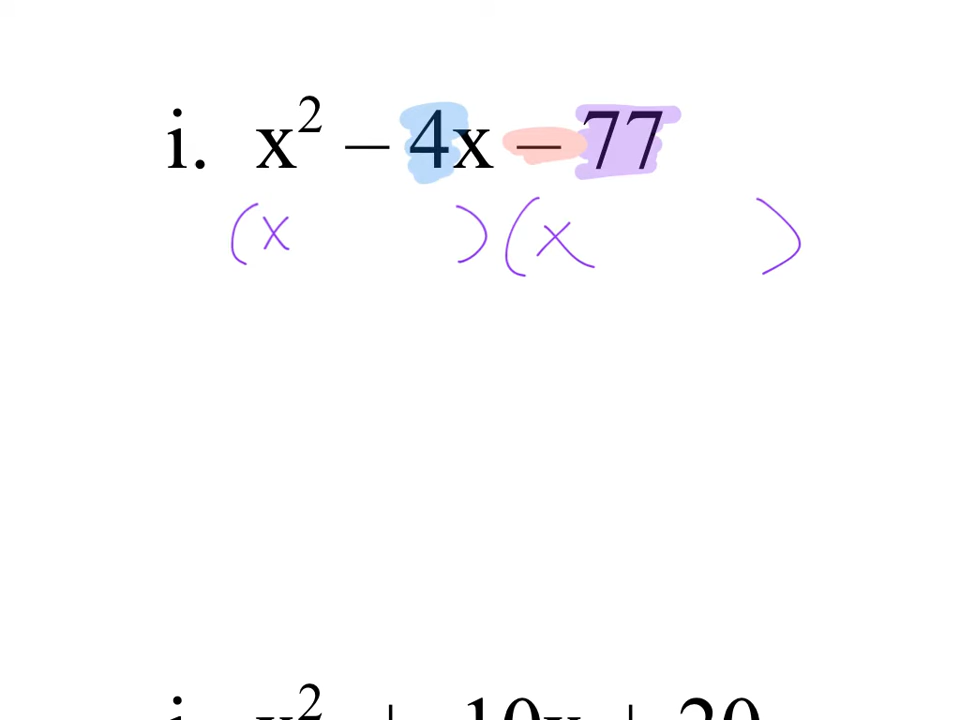 i. x² – 4x – 77
(x )(x )